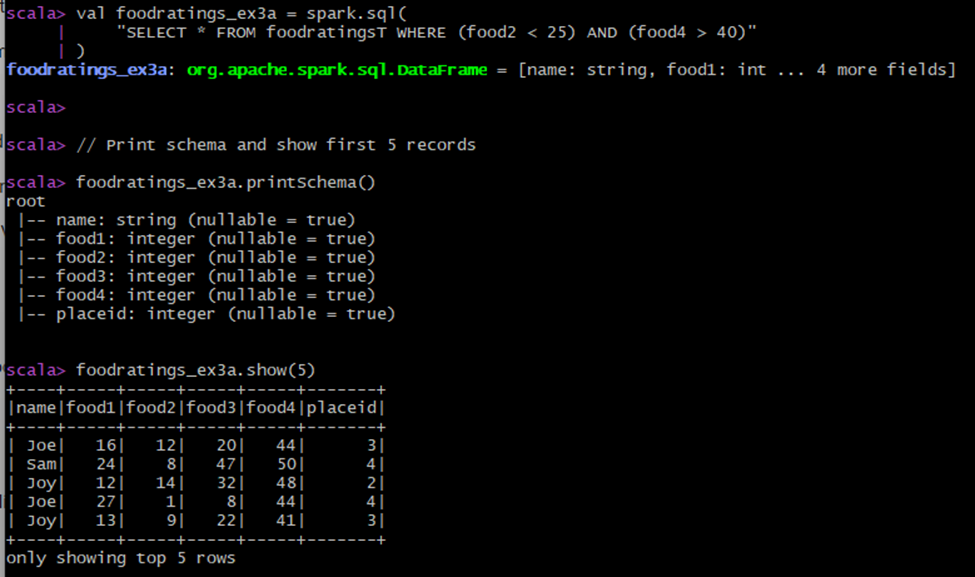 scala> val foodratings_ex3a = spark.sql(
     |     "SELECT * FROM foodratingsT WHERE (food2 < 25) AND (food4 > 40)"
     | )
foodratings_ex3a: org.apache.spark.sql.DataFrame = [name: string, food1: int ... 4 more fields]
scala>
scala> // Print schema and show first 5 records
scala> foodratings_ex3a.printSchema()
root
 |-- name: string (nullable = true)
 |-- food1: integer (nullable = true)
 |-- food2: integer (nullable = true)
 |-- food3: integer (nullable = true)
 |-- food4: integer (nullable = true)
 |-- placeid: integer (nullable = true)
scala> foodratings_ex3a.show(5)
+----+-----+-----+-----+-----+-------+
|name|food1|food2|food3|food4|placeid|
+----+-----+-----+-----+-----+-------+
| Joe|   16|   12|   20|   44|      3|
| Sam|   24|    8|   47|   50|      4|
| Joy|   12|   14|   32|   48|      2|
| Joe|   27|    1|    8|   44|      4|
| Joy|   13|    9|   22|   41|      3|
+----+-----+-----+-----+-----+-------+
only showing top 5 rows